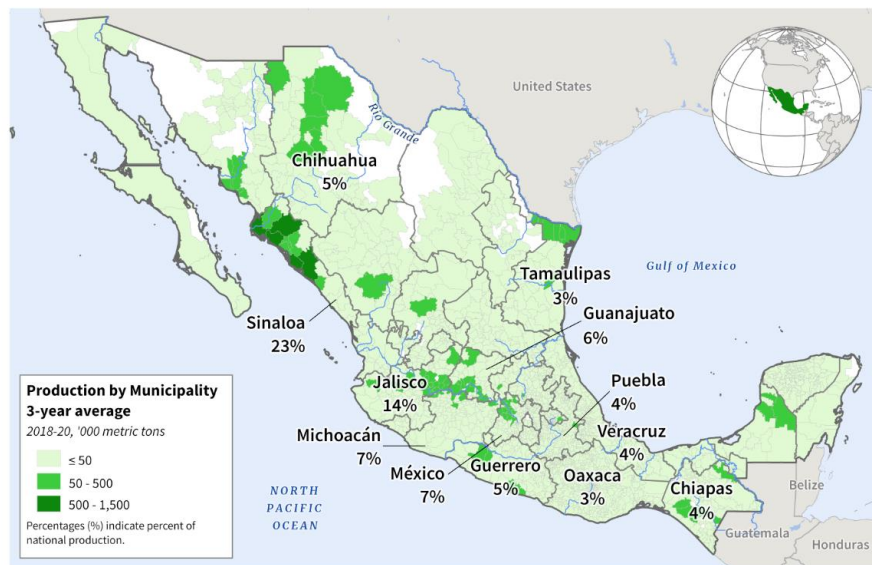 United States
Rio Grande
Chihuahua
5%
Gulf of Mexico
Tamaulipas
3%
Guanajuato
6%
Sinaloa
23%
Puebla
4%
Jalisco
14%
Veracruz
4%
Michoacán
7%
México
7%
Guerrero
5%
Oaxaca
3%
Chiapas
4%
Belize
Guatemala
Honduras
NORTH
PACIFIC
OCEAN
Production by Municipality
3-year average
2018-20, '000 metric tons
≤ 50
50 - 500
500 - 1,500
Percentages (%) indicate percent of
national production.